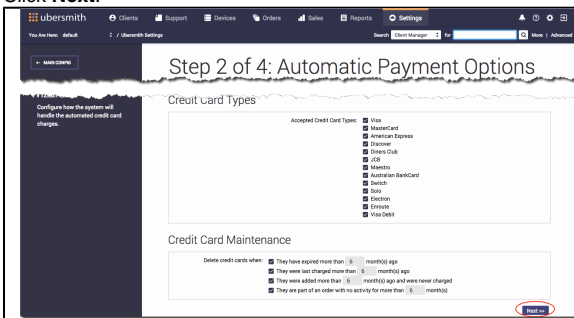 Click Next.
ubersmith Clients Support Devices Orders Sales Reports Settings
You Are Here: default / Ubersmith Settings Search Client Manager for More | Advanced
← MAIN CONFIG
Step 2 of 4: Automatic Payment Options
Configure how the system will
handle the automated credit card
charges.
Credit Card Types
Accepted Credit Card Types: Visa
MasterCard
American Express
Discover
Diners Club
JCB
Maestro
Australian BankCard
Switch
Solo
Electron
Enroute
Visa Debit
Credit Card Maintenance
Delete credit cards when: They have expired more than 6 month(s) ago
They were last charged more than 6 month(s) ago
They were added more than 6 month(s) ago and were never charged
They are part of an order with no activity for more than 6 month(s)
Next >>